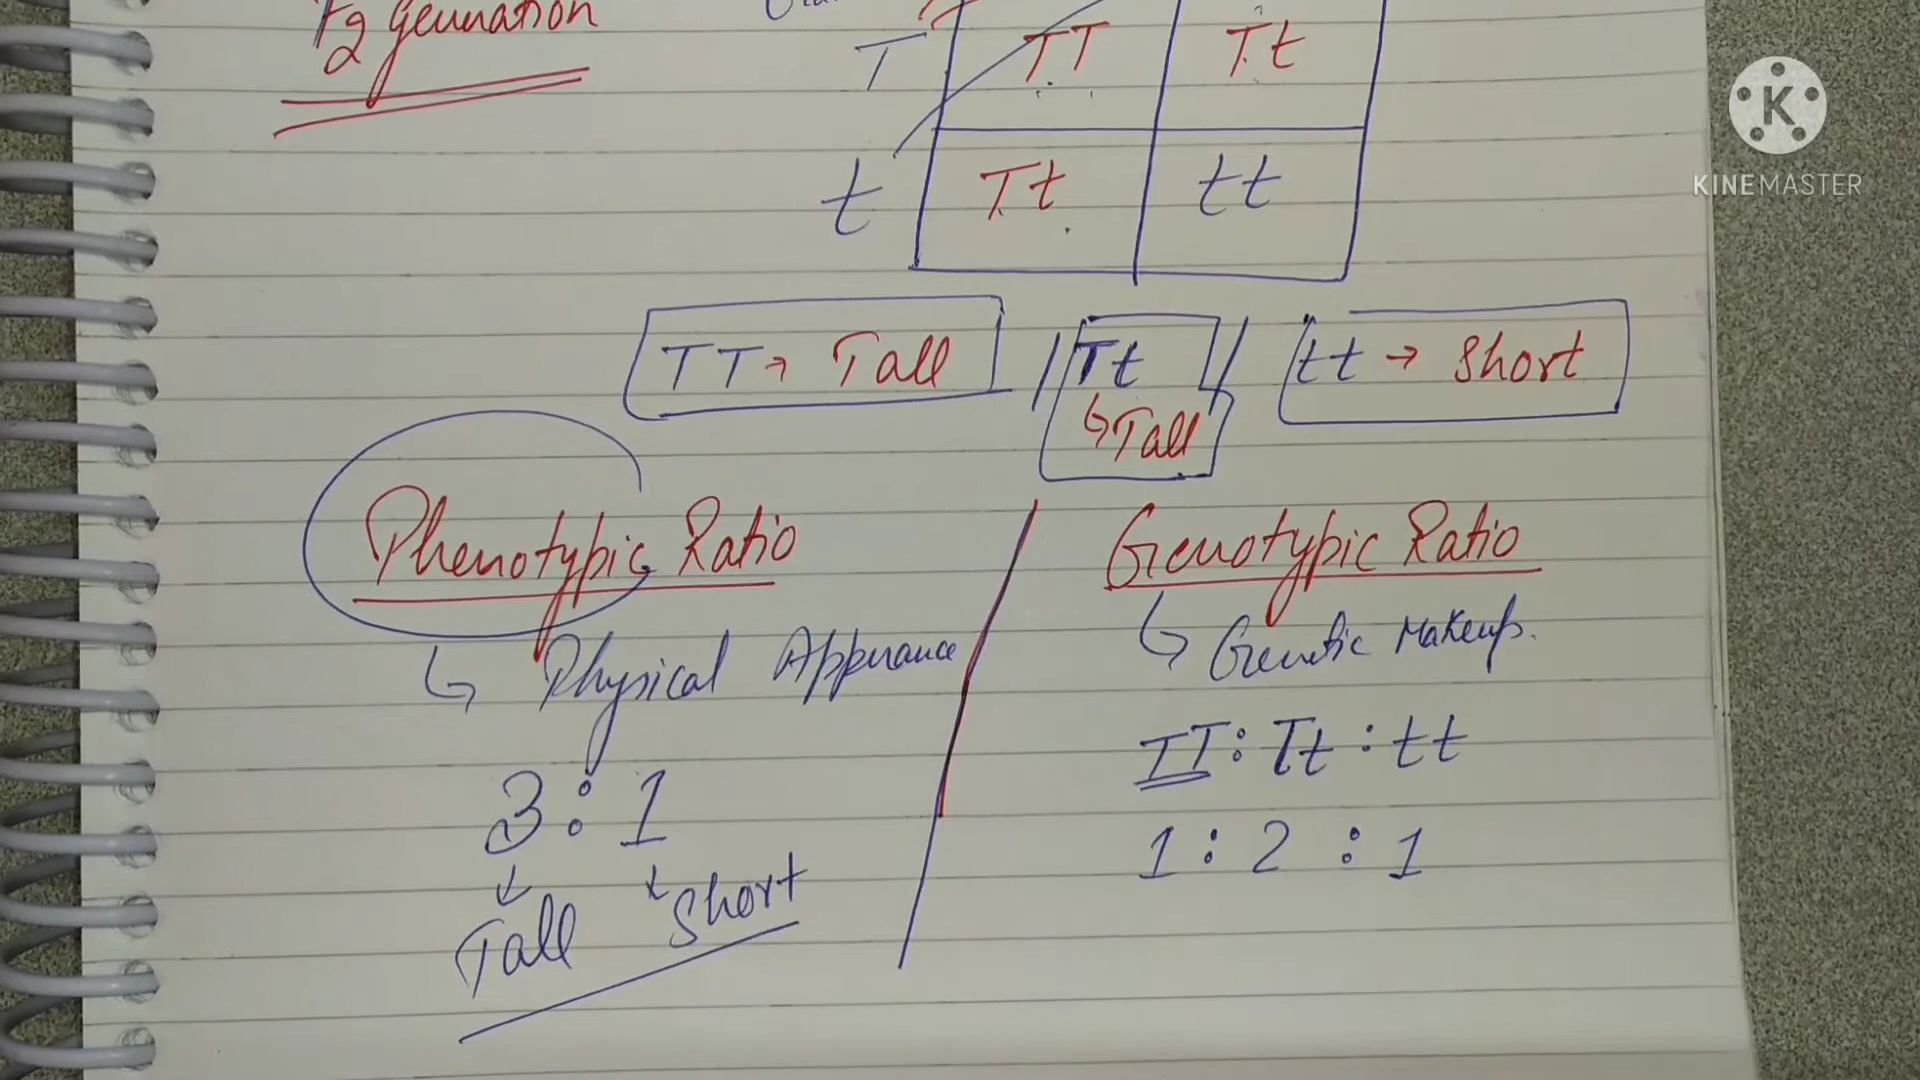 F2 Generation
T TT Tt
t Tt tt
K
KINEMASTER
TT → Tall / Tt / tt → Short
↳ Tall
Phenotypic Ratio
Genotypic Ratio
↳ Physical Apperance
↳ Genetic Makeup.
TT : Tt : tt
3 : 1
1 : 2 : 1
Tall Short